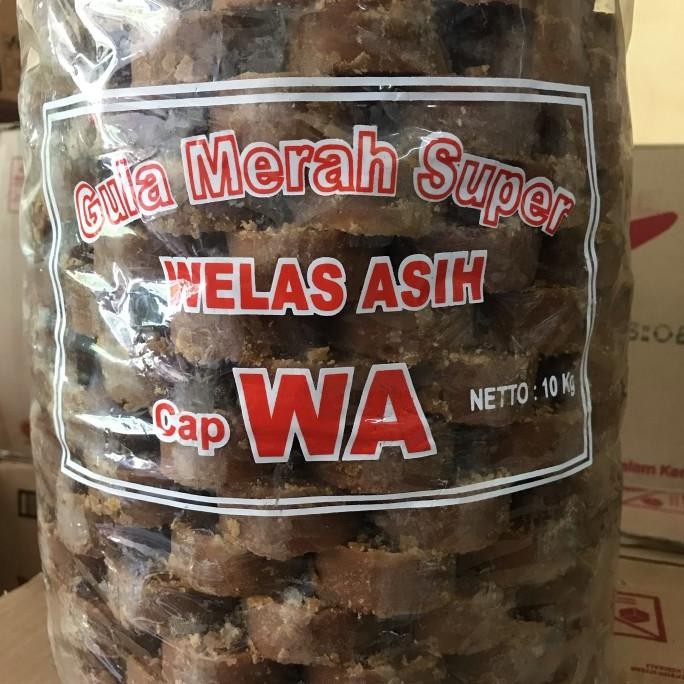 Gula Merah Super
WELAS ASIH
Cap WA
NETTO : 10 Kg